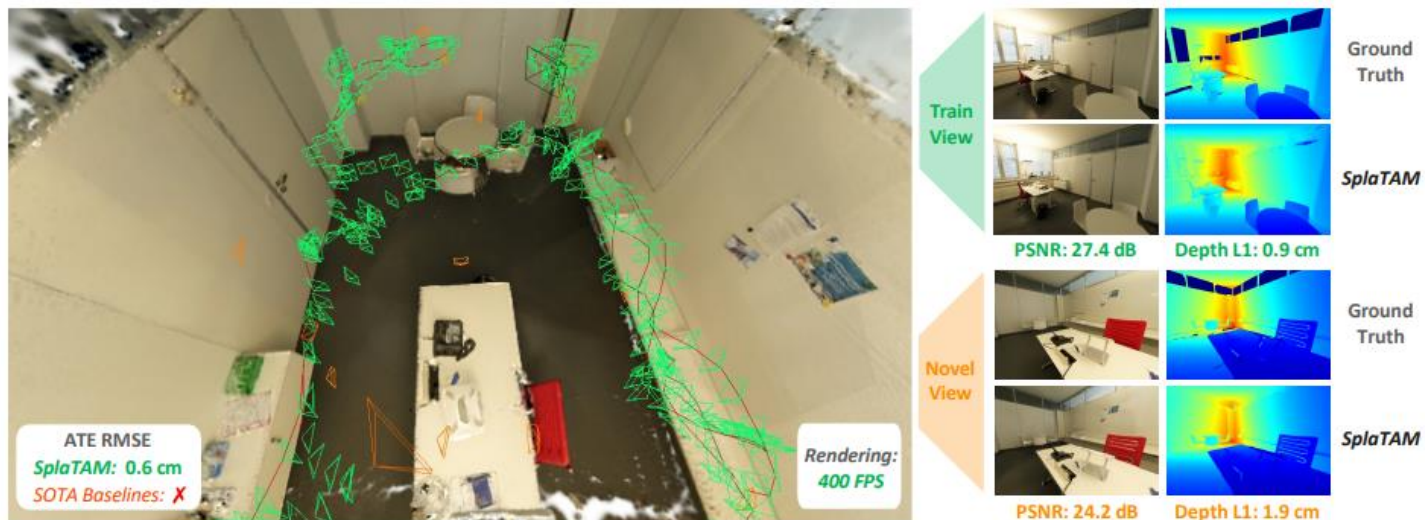 ATE RMSE
SplaTAM: 0.6 cm
SOTA Baselines: ✗
Rendering:
400 FPS
Train
View
Ground
Truth
SplaTAM
PSNR: 27.4 dB
Depth L1: 0.9 cm
Novel
View
Ground
Truth
SplaTAM
PSNR: 24.2 dB
Depth L1: 1.9 cm